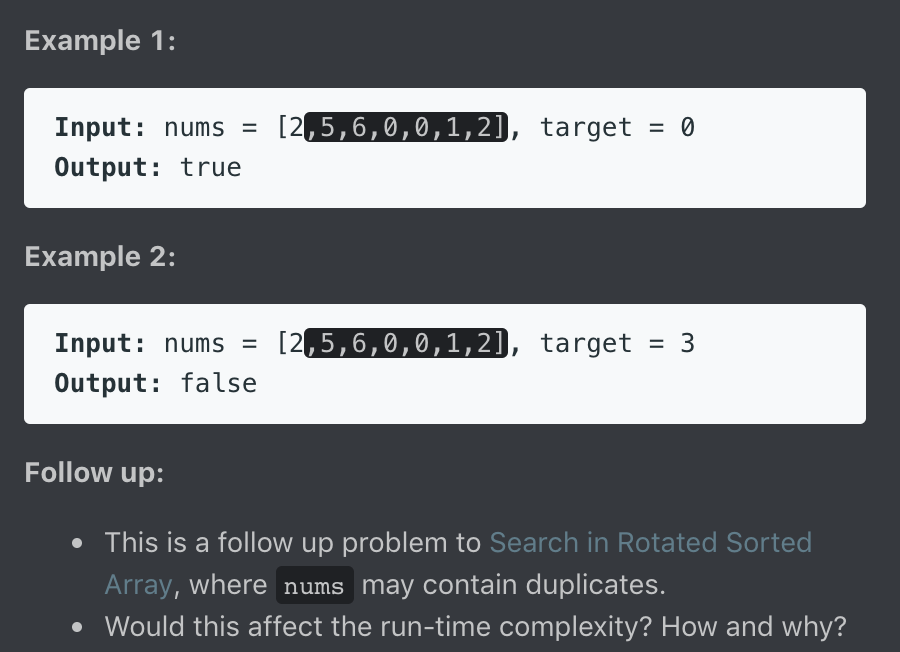 Example 1:
Input: nums = [2,5,6,0,0,1,2], target = 0
Output: true
Example 2:
Input: nums = [2,5,6,0,0,1,2], target = 3
Output: false
Follow up:
• This is a follow up problem to Search in Rotated Sorted
Array, where nums may contain duplicates.
• Would this affect the run-time complexity? How and why?